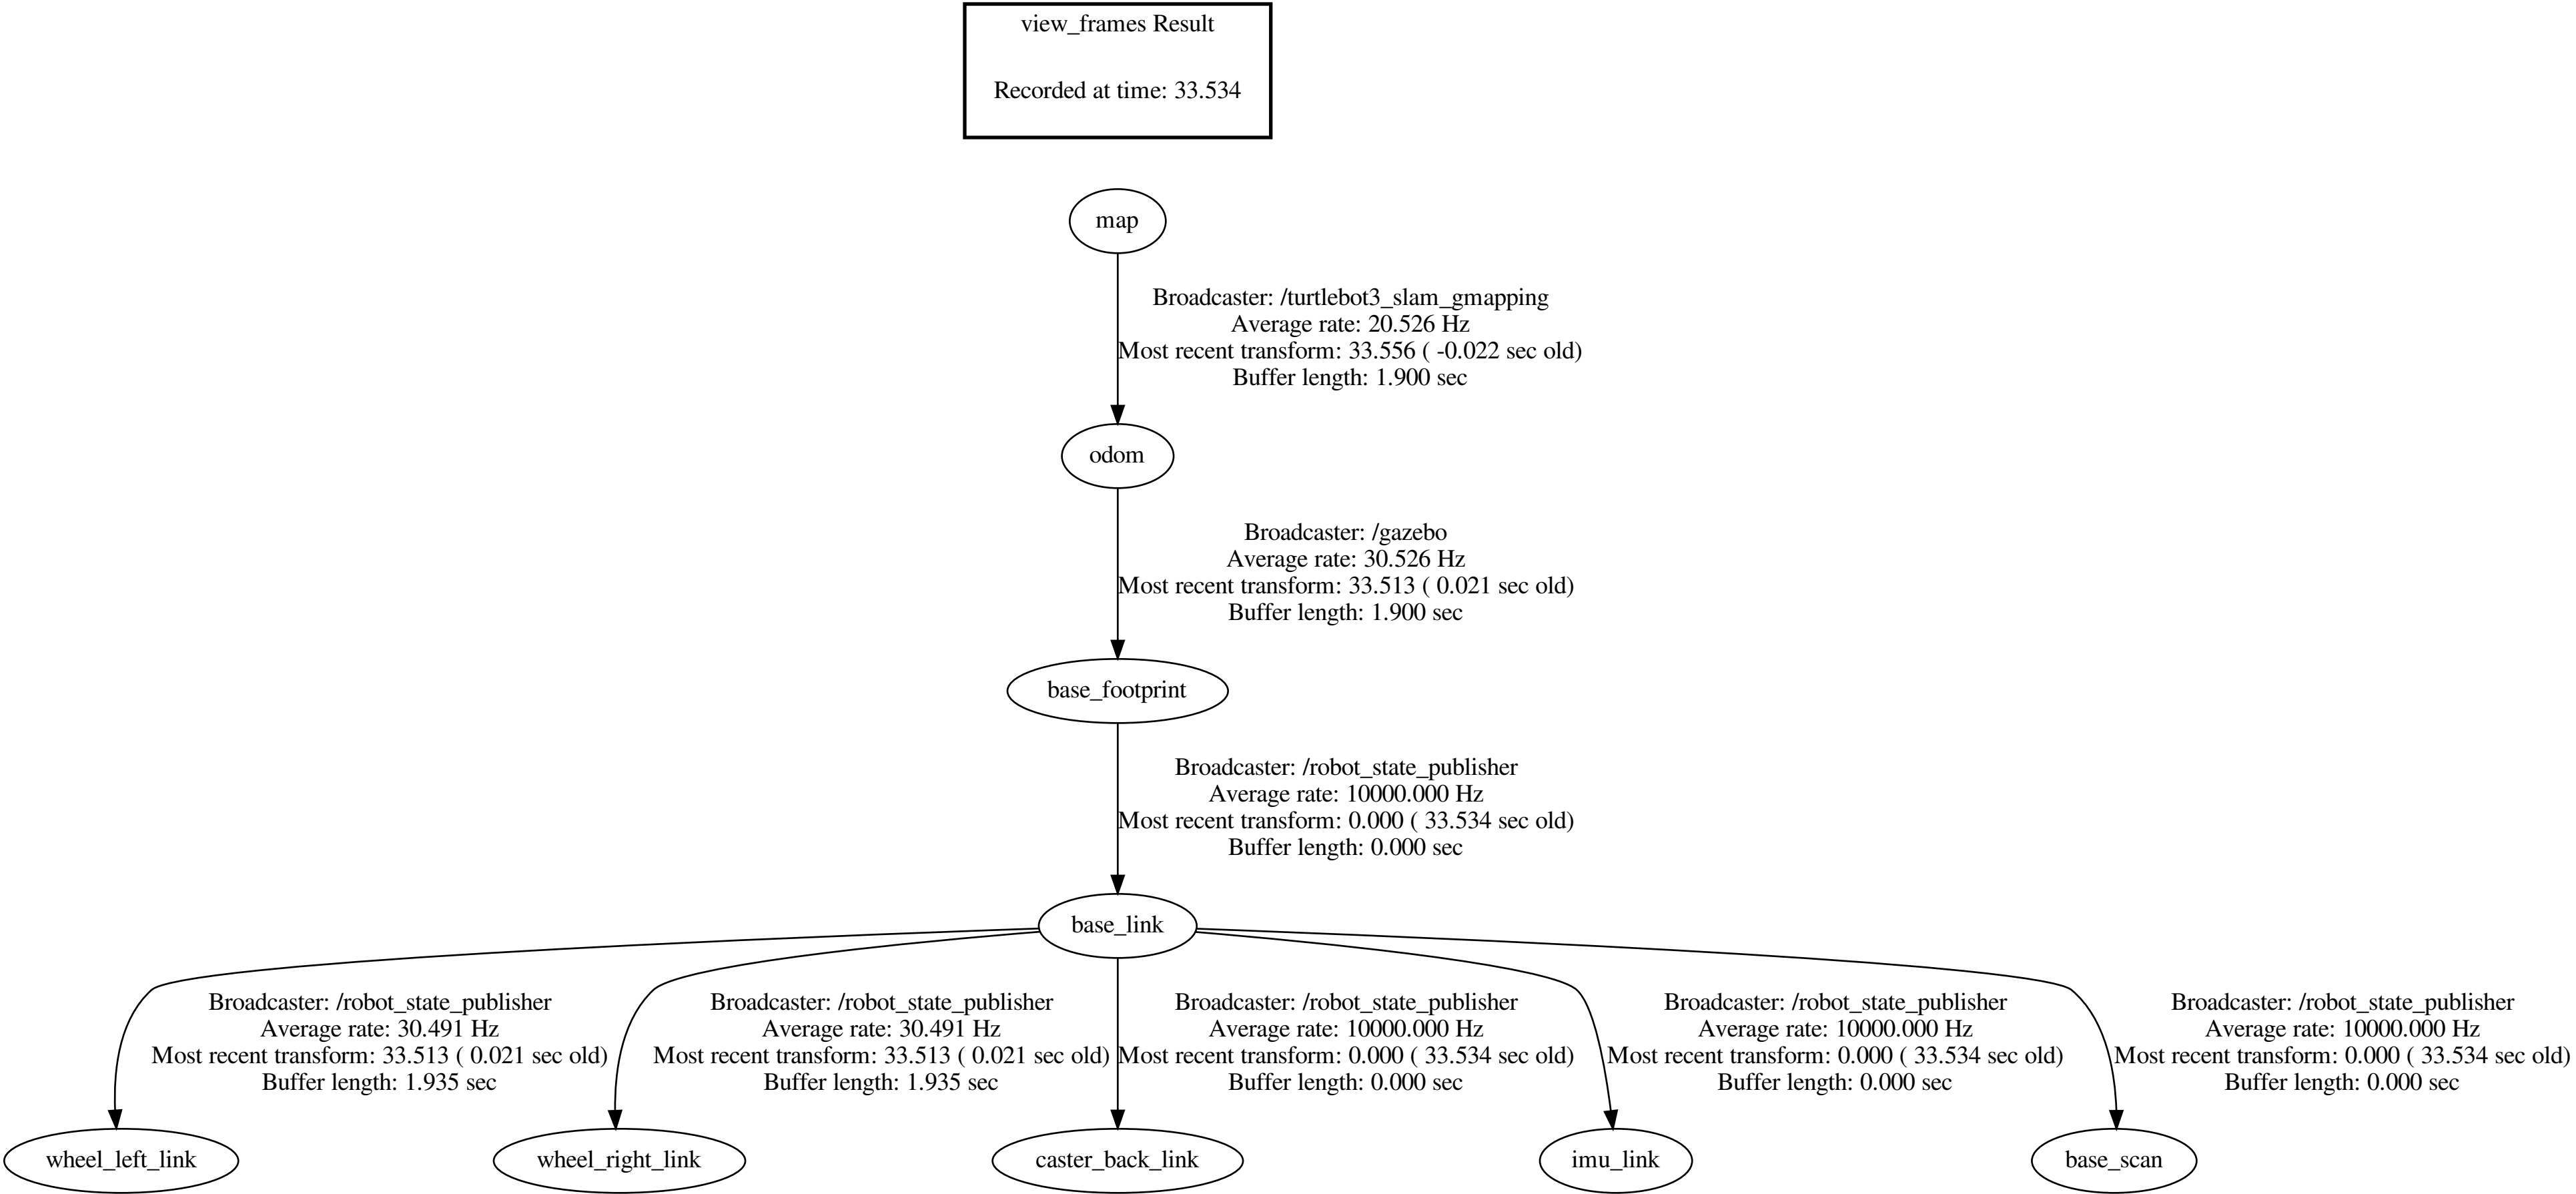 view_frames Result
Recorded at time: 33.534
map
Broadcaster: /turtlebot3_slam_gmapping
Average rate: 20.526 Hz
Most recent transform: 33.556 ( -0.022 sec old)
Buffer length: 1.900 sec
odom
Broadcaster: /gazebo
Average rate: 30.526 Hz
Most recent transform: 33.513 ( 0.021 sec old)
Buffer length: 1.900 sec
base_footprint
Broadcaster: /robot_state_publisher
Average rate: 10000.000 Hz
Most recent transform: 0.000 ( 33.534 sec old)
Buffer length: 0.000 sec
base_link
Broadcaster: /robot_state_publisher
Average rate: 30.491 Hz
Most recent transform: 33.513 ( 0.021 sec old)
Buffer length: 1.935 sec
Broadcaster: /robot_state_publisher
Average rate: 30.491 Hz
Most recent transform: 33.513 ( 0.021 sec old)
Buffer length: 1.935 sec
Broadcaster: /robot_state_publisher
Average rate: 10000.000 Hz
Most recent transform: 0.000 ( 33.534 sec old)
Buffer length: 0.000 sec
Broadcaster: /robot_state_publisher
Average rate: 10000.000 Hz
Most recent transform: 0.000 ( 33.534 sec old)
Buffer length: 0.000 sec
Broadcaster: /robot_state_publisher
Average rate: 10000.000 Hz
Most recent transform: 0.000 ( 33.534 sec old)
Buffer length: 0.000 sec
wheel_left_link
wheel_right_link
caster_back_link
imu_link
base_scan